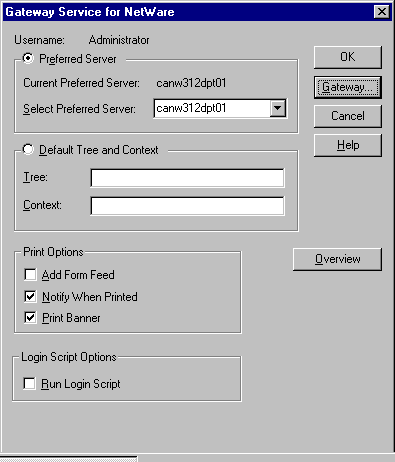 Gateway Service for NetWare
Username: Administrator
Preferred Server
Current Preferred Server: canw312dpt01
Select Preferred Server: canw312dpt01
OK
Gateway...
Cancel
Help
Default Tree and Context
Tree:
Context:
Print Options
Add Form Feed
Notify When Printed
Print Banner
Overview
Login Script Options
Run Login Script